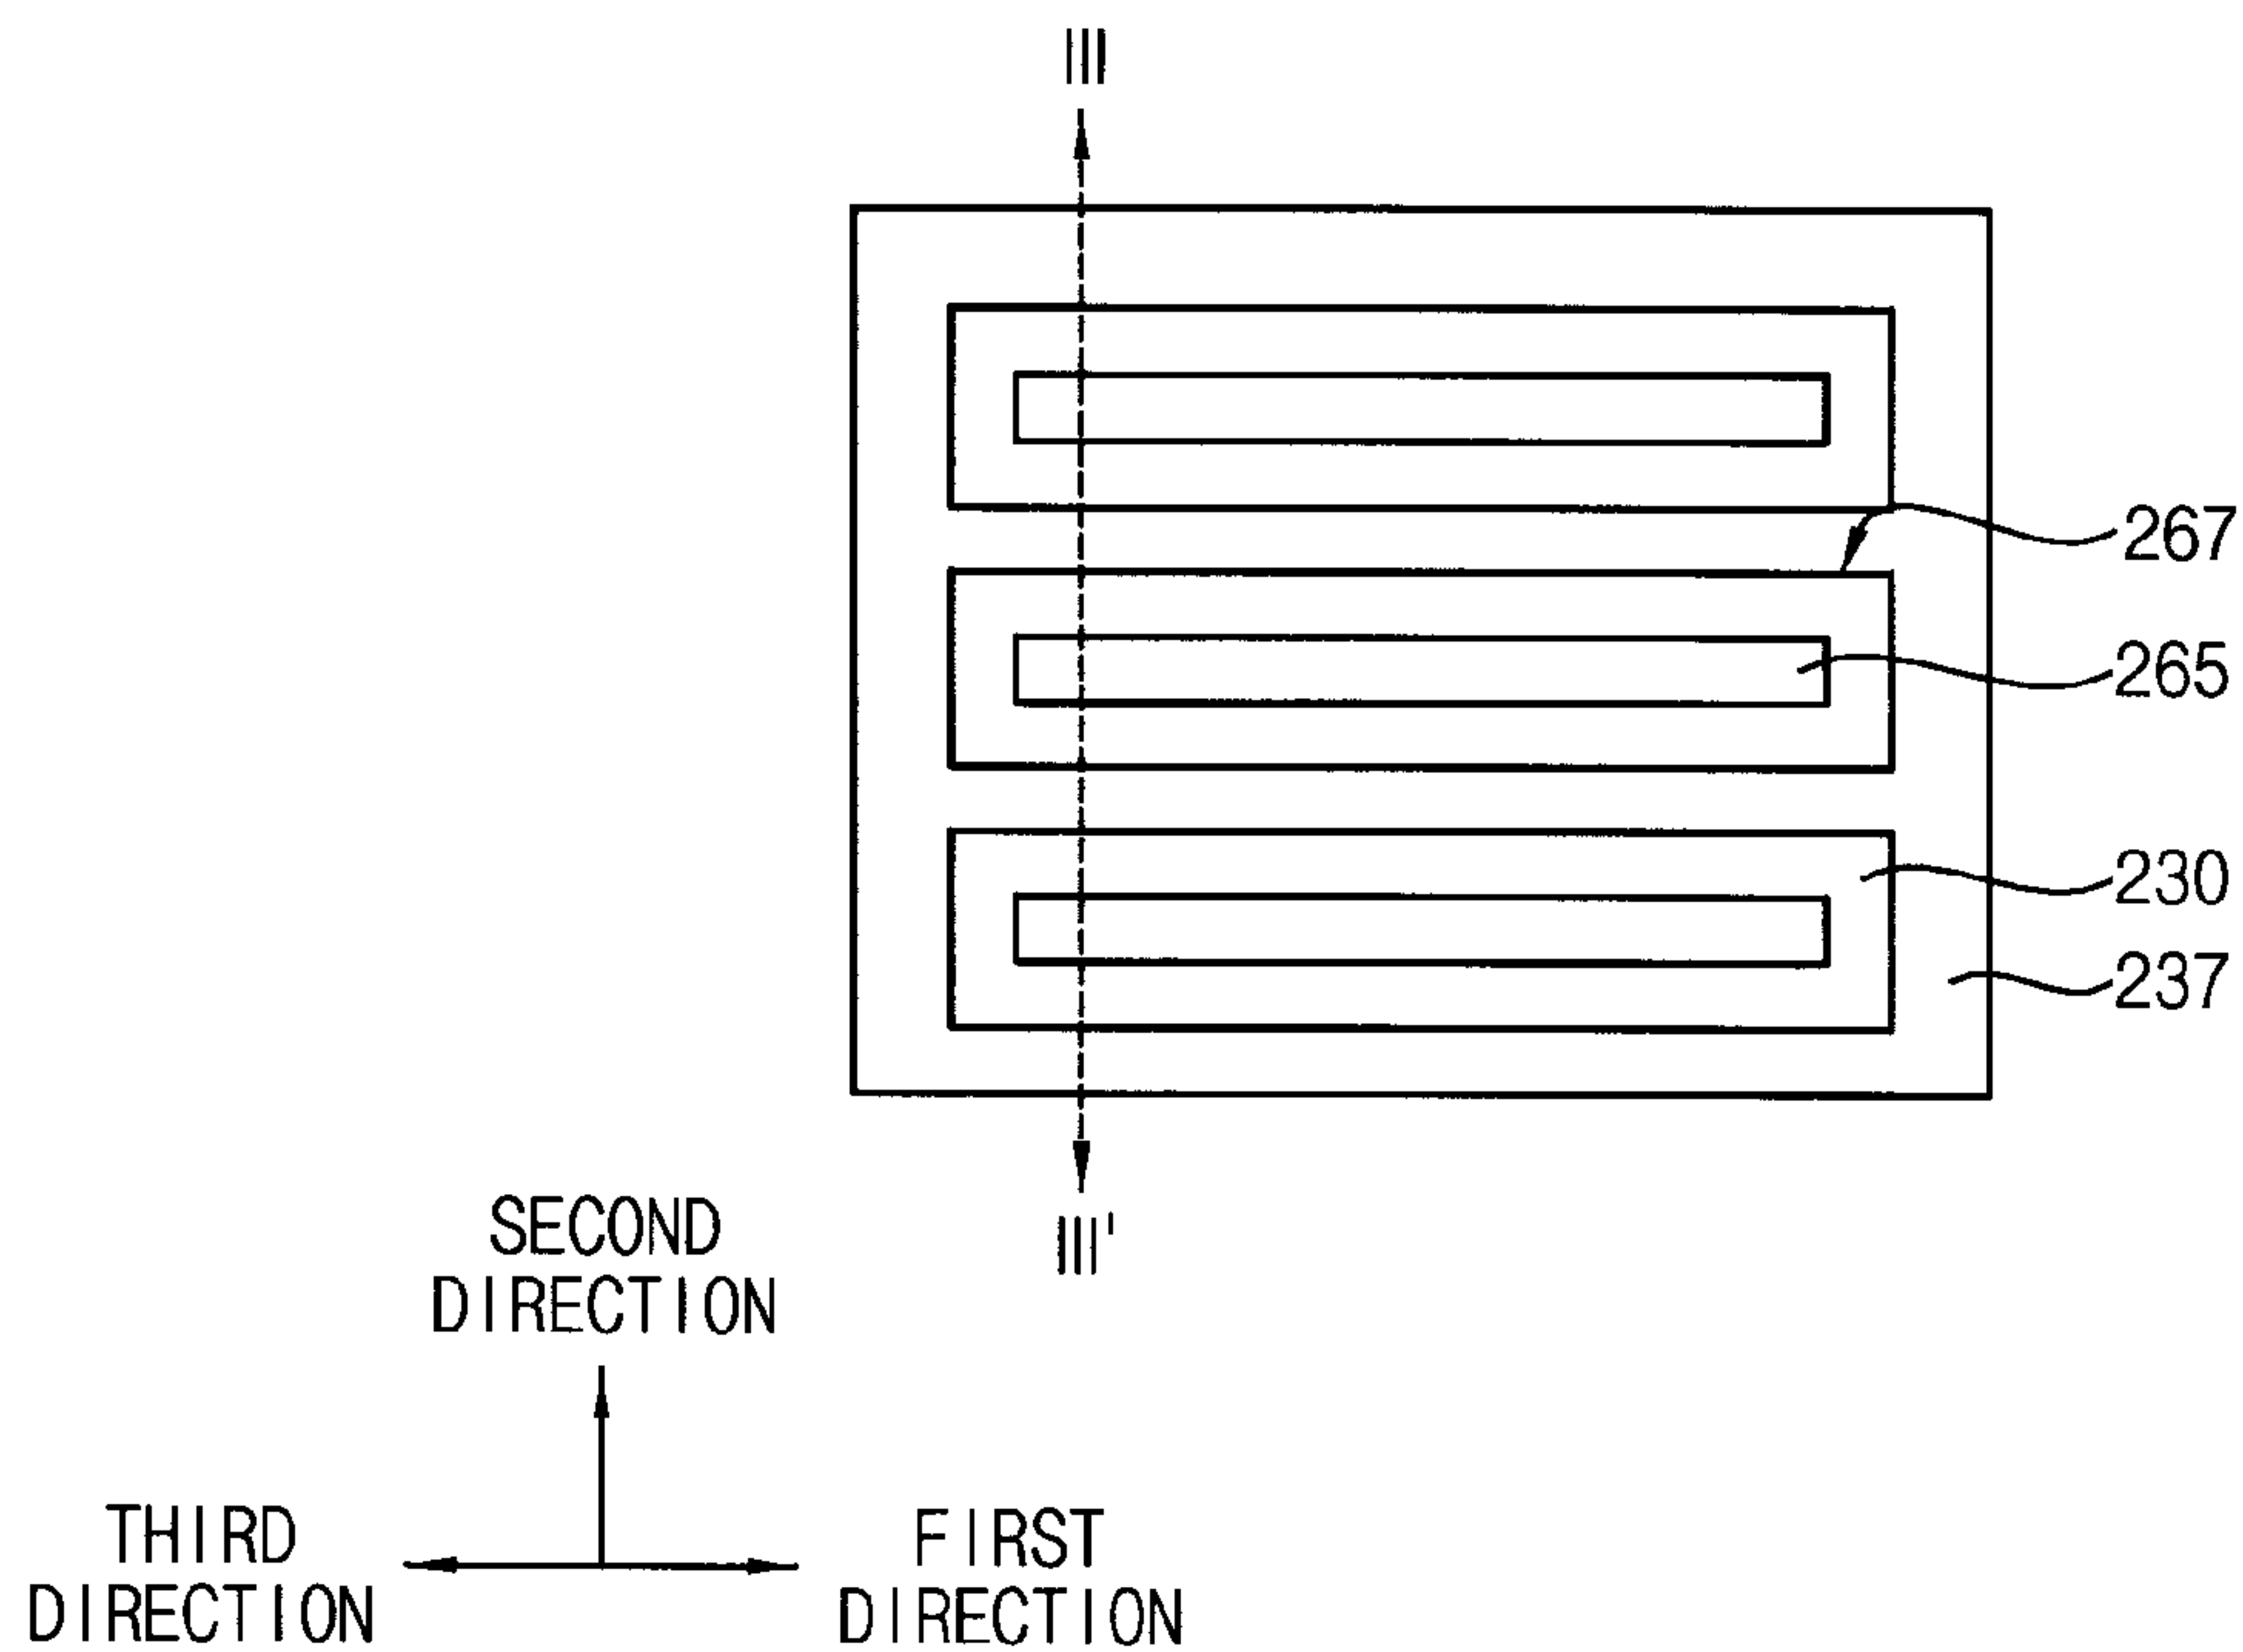 III
267
265
230
237
III'
SECOND
DIRECTION
THIRD
DIRECTION
FIRST
DIRECTION